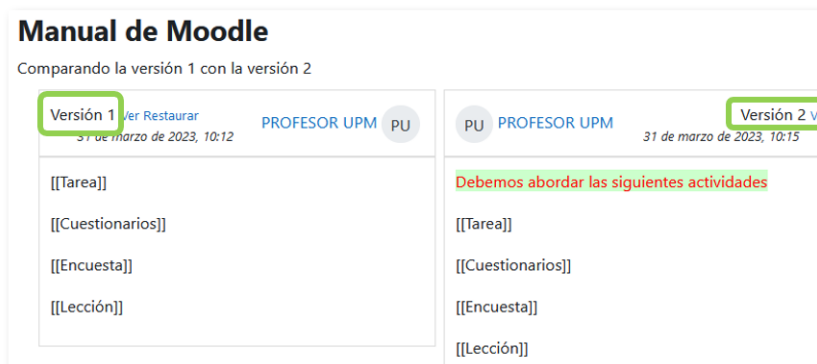 Manual de Moodle
Comparando la versión 1 con la versión 2
Versión 1 Ver Restaurar
31 de marzo de 2023, 10:12
PROFESOR UPM PU
[[Tarea]]
[[Cuestionarios]]
[[Encuesta]]
[[Lección]]
PU PROFESOR UPM
Versión 2
31 de marzo de 2023, 10:15
Debemos abordar las siguientes actividades
[[Tarea]]
[[Cuestionarios]]
[[Encuesta]]
[[Lección]]